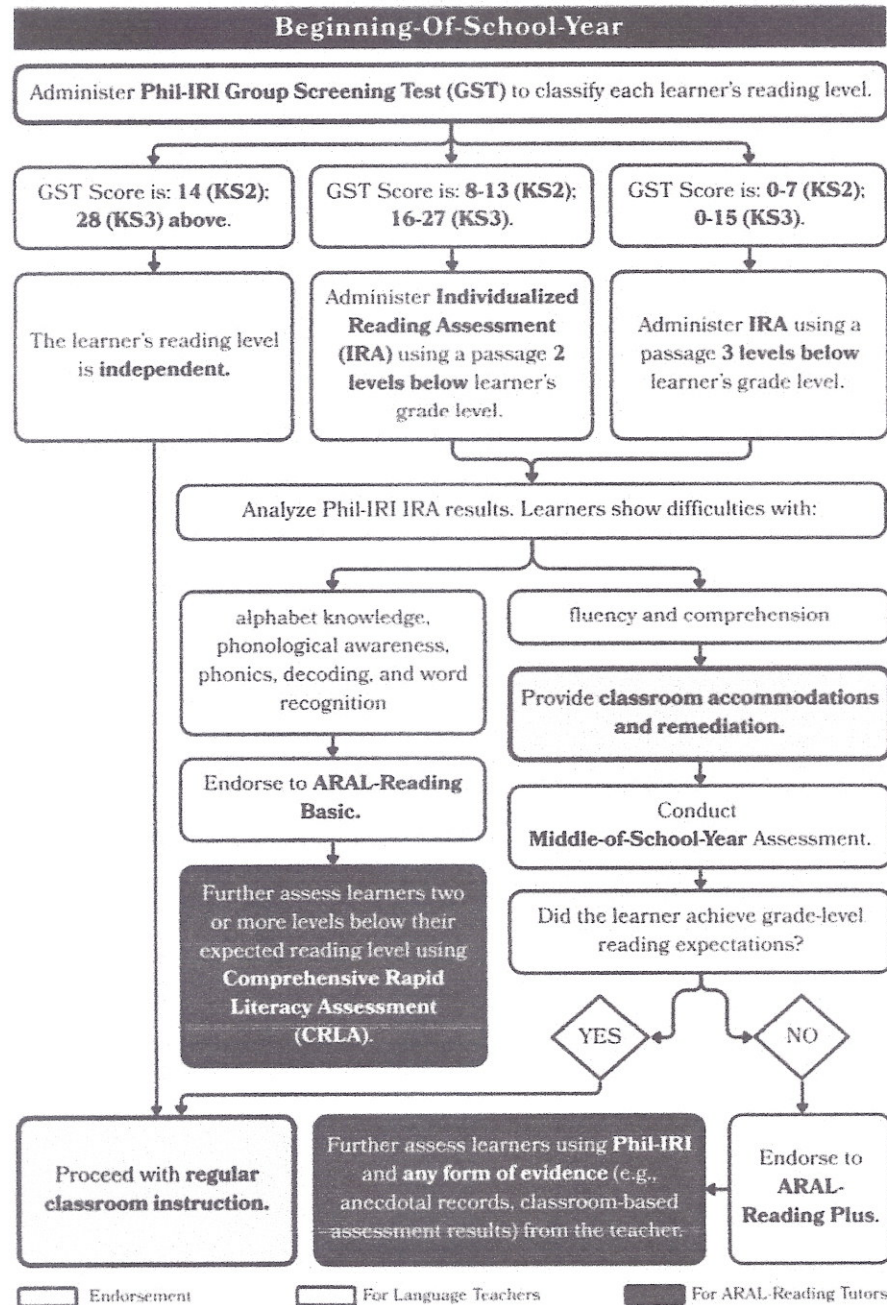 Beginning-Of-School-Year
Administer Phil-IRI Group Screening Test (GST) to classify each learner's reading level.
GST Score is: 14 (KS2);
28 (KS3) above.
GST Score is: 8-13 (KS2);
16-27 (KS3).
GST Score is: 0-7 (KS2);
0-15 (KS3).
The learner's reading level
is independent.
Administer Individualized
Reading Assessment
(IRA) using a passage 2
levels below learner's
grade level.
Administer IRA using a
passage 3 levels below
learner's grade level.
Analyze Phil-IRI IRA results. Learners show difficulties with:
alphabet knowledge,
phonological awareness,
phonics, decoding, and word
recognition
fluency and comprehension
Provide classroom accommodations
and remediation.
Endorse to ARAL-Reading
Basic.
Conduct
Middle-of-School-Year Assessment.
Further assess learners two
or more levels below their
expected reading level using
Comprehensive Rapid
Literacy Assessment
(CRLA).
Did the learner achieve grade-level
reading expectations?
YES
NO
Proceed with regular
classroom instruction.
Further assess learners using Phil-IRI
and any form of evidence (e.g.,
anecdotal records, classroom-based
assessment results) from the teacher.
Endorse to
ARAL-
Reading Plus.
Endorsement
For Language Teachers
For ARAL-Reading Tutors